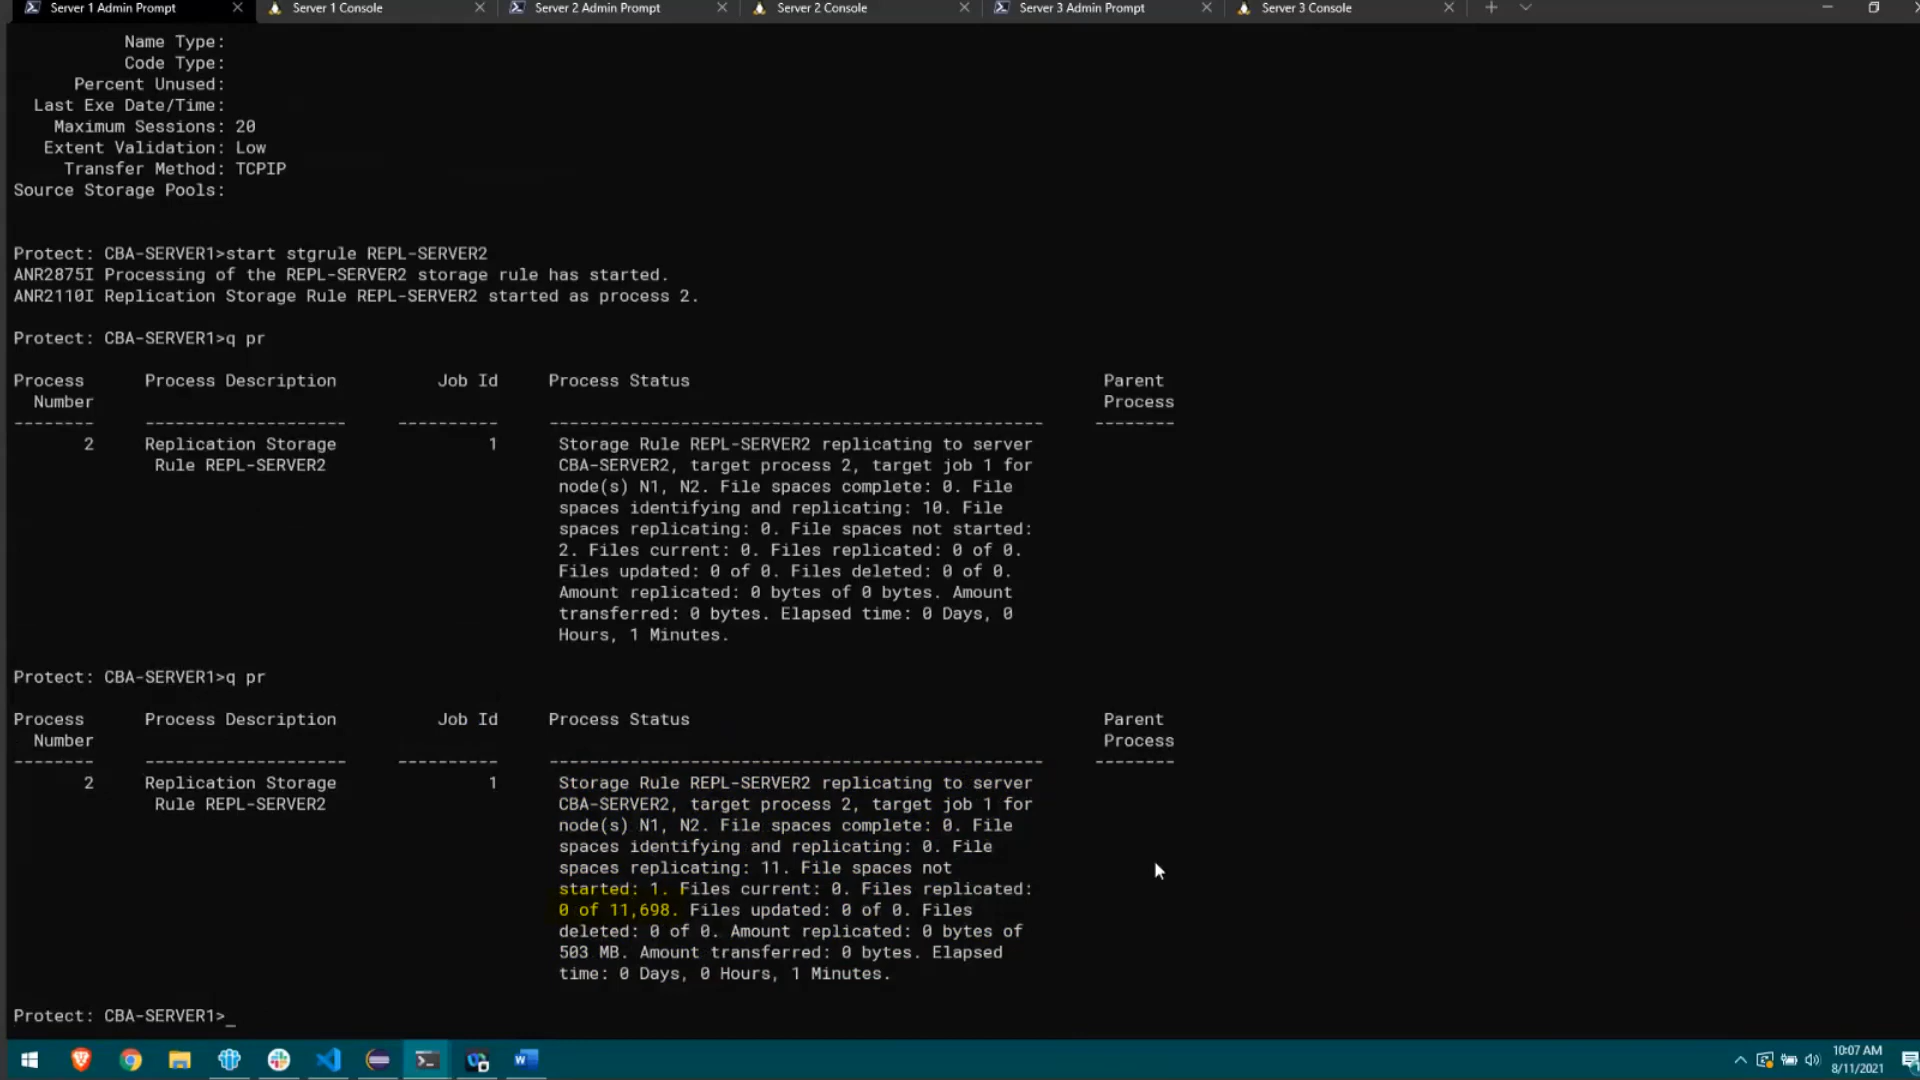 Server 1 Admin Prompt
Server 1 Console
Server 2 Admin Prompt
Server 2 Console
Server 3 Admin Prompt
Server 3 Console
Name Type:
Code Type:
Percent Unused:
Last Exe Date/Time:
Maximum Sessions: 20
Extent Validation: Low
Transfer Method: TCPIP
Source Storage Pools:
Protect: CBA-SERVER1>start stgrule REPL-SERVER2
ANR2875I Processing of the REPL-SERVER2 storage rule has started.
ANR2110I Replication Storage Rule REPL-SERVER2 started as process 2.
Protect: CBA-SERVER1>q pr
Process Process Description Job Id Process Status Parent
Number Process
-------- -------------------- ---------- ------------------------------------------------- --------
2 Replication Storage 1 Storage Rule REPL-SERVER2 replicating to server
Rule REPL-SERVER2 CBA-SERVER2, target process 2, target job 1 for
node(s) N1, N2. File spaces complete: 0. File
spaces identifying and replicating: 10. File
spaces replicating: 0. File spaces not started:
2. Files current: 0. Files replicated: 0 of 0.
Files updated: 0 of 0. Files deleted: 0 of 0.
Amount replicated: 0 bytes of 0 bytes. Amount
transferred: 0 bytes. Elapsed time: 0 Days, 0
Hours, 1 Minutes.
Protect: CBA-SERVER1>q pr
Process Process Description Job Id Process Status Parent
Number Process
-------- -------------------- ---------- ------------------------------------------------- --------
2 Replication Storage 1 Storage Rule REPL-SERVER2 replicating to server
Rule REPL-SERVER2 CBA-SERVER2, target process 2, target job 1 for
node(s) N1, N2. File spaces complete: 0. File
spaces identifying and replicating: 0. File
spaces replicating: 11. File spaces not
started: 1. Files current: 0. Files replicated:
0 of 11,698. Files updated: 0 of 0. Files
deleted: 0 of 0. Amount replicated: 0 bytes of
503 MB. Amount transferred: 0 bytes. Elapsed
time: 0 Days, 0 Hours, 1 Minutes.
Protect: CBA-SERVER1>_
10:07 AM
8/11/2021